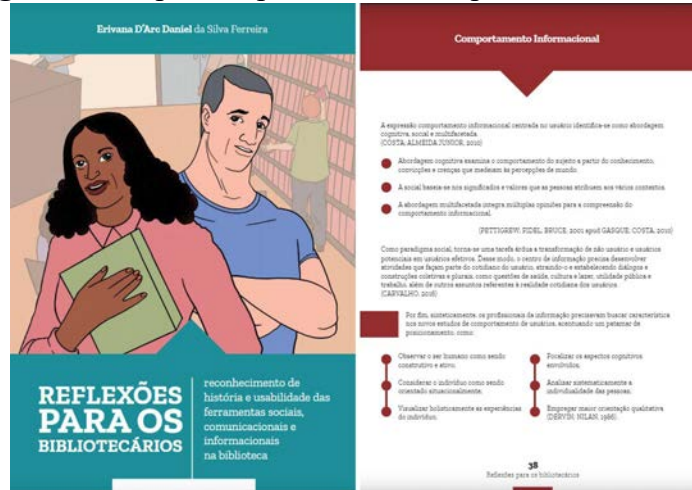 Erivana D'Arc Daniel da Silva Ferreira
REFLEXÕES
PARA OS
BIBLIOTECÁRIOS
reconhecimento de
história e usabilidade das
ferramentas sociais,
comunicacionais e
informacionais
na biblioteca
Comportamento Informacional
A expressão comportamento informacional centrada no usuário identifica-se como abordagem
cognitiva, social e multifacetada.
(COSTA; ALMEIDA JUNIOR, 2010)
Abordagem cognitiva examina o comportamento do sujeito a partir do conhecimento,
convicções e crenças que medeiam as percepções de mundo.
A social baseia-se nos significados e valores que as pessoas atribuem aos vários contextos.
A abordagem multifacetada integra múltiplas opiniões para a compreensão do
comportamento informacional.
(PETTIGREW; FIDEL; BRUCE, 2001 apud GASQUE; COSTA, 2010)
Como paradigma social, torna-se uma tarefa árdua a transformação de não usuário e usuários
potenciais em usuários efetivos. Desse modo, o centro de informação precisa desenvolver
atividades que façam parte do cotidiano do usuário, atraindo-o e estabelecendo diálogos e
construções coletivas e plurais, como questões de saúde, cultura e lazer, utilidade pública e
trabalho, além de outros assuntos referentes à realidade cotidiana dos usuários.
(CARVALHO, 2016)
Por fim, sinteticamente, os profissionais da informação precisavam buscar característica
nos novos estudos de comportamento de usuários, acentuando um patamar de
posicionamento, como:
Observar o ser humano como sendo
construtivo e ativo;
Considerar o indivíduo como sendo
orientado situacionalmente;
Visualizar holisticamente as experiências
do indivíduo;
Focalizar os aspectos cognitivos
envolvidos;
Analisar sistematicamente a
individualidade das pessoas;
Empregar maior orientação qualitativa
(DERVIN; NILAN, 1986).
38
Reflexões para os bibliotecários